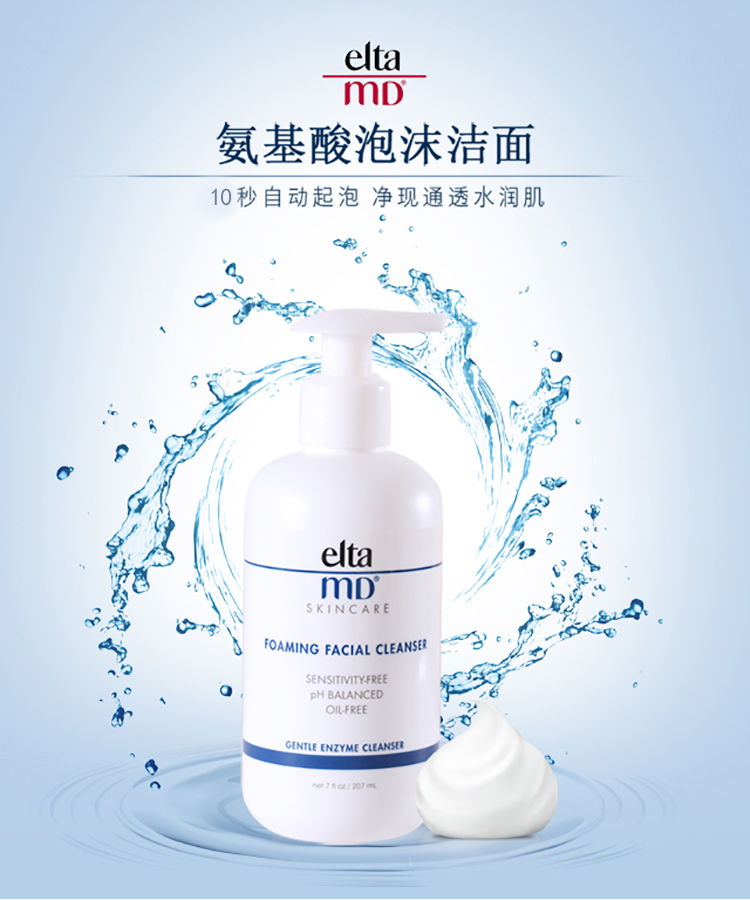 elta
MD®
氨基酸泡沫洁面
10秒自动起泡 净现通透水润肌
elta
MD®
SKINCARE
FOAMING FACIAL CLEANSER
SENSITIVITY-FREE
pH BALANCED
OIL-FREE
GENTLE ENZYME CLEANSER
net 7 fl oz / 207 mL